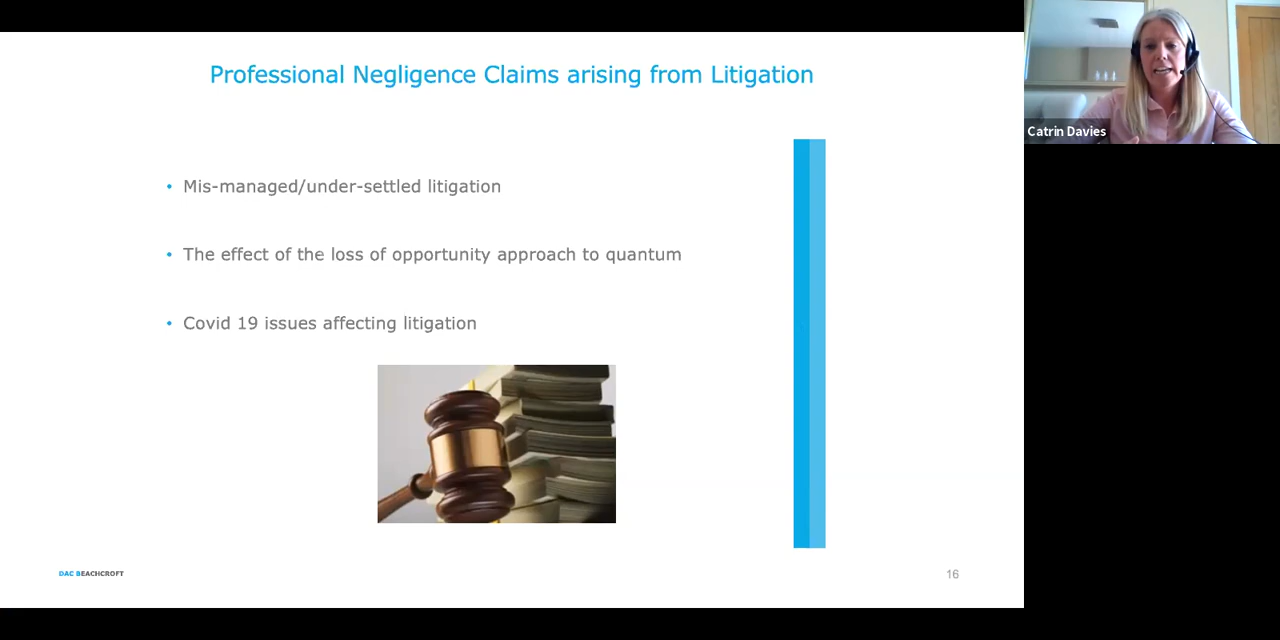 Professional Negligence Claims arising from Litigation
Catrin Davies
• Mis-managed/under-settled litigation
• The effect of the loss of opportunity approach to quantum
• Covid 19 issues affecting litigation
DAC BEACHCROFT
16